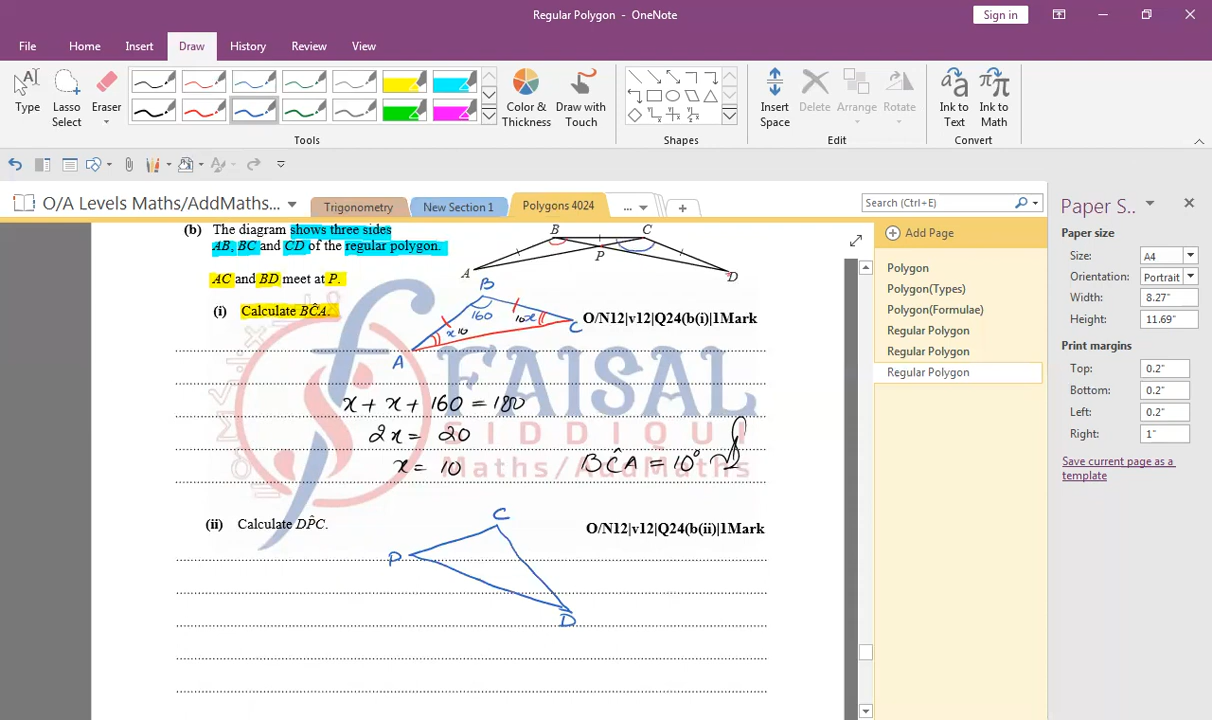 Regular Polygon - OneNote
Sign in
File Home Insert Draw History Review View
Type
Lasso Select
Eraser
Color & Thickness
Draw with Touch
Insert Space
Delete
Arrange
Rotate
Ink to Text
Ink to Math
Tools
Shapes
Edit
Convert
O/A Levels Maths/AddMaths...
Trigonometry
New Section 1
Polygons 4024
...
Search (Ctrl+E)
(b) The diagram shows three sides
AB, BC and CD of the regular polygon.
AC and BD meet at P.
B C
P
A D
(i) Calculate BĈA.
B
160
x 10
10 x
C
A
O/N12|v12|Q24(b(i)|1Mark
x + x + 160 = 180
2x = 20
x = 10
BĈA = 10°
FAISAL
SIDDIQUI
Maths/AddMaths
(ii) Calculate DP̂C.
O/N12|v12|Q24(b(ii)|1Mark
C
P
D
Add Page
Polygon
Polygon(Types)
Polygon(Formulae)
Regular Polygon
Regular Polygon
Regular Polygon
Paper S...
Paper size
Size: A4
Orientation: Portrait
Width: 8.27"
Height: 11.69"
Print margins
Top: 0.2"
Bottom: 0.2"
Left: 0.2"
Right: 1"
Save current page as a
template